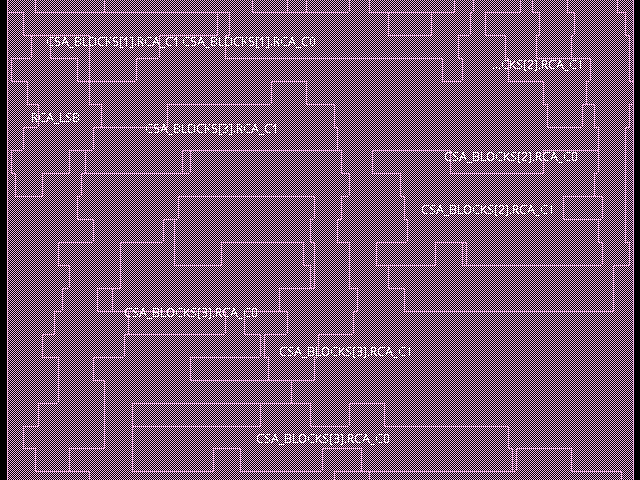 CSA_BLOCKS[1].RCA_C1 CSA_BLOCKS[1].RCA_C0
CKS[2].RCA_C1
RCA_LSB
CSA_BLOCKS[3].RCA_C1
CSA_BLOCKS[2].RCA_C0
CSA_BLOCKS[2].RCA_C1
CSA_BLOCKS[3].RCA_C0
CSA_BLOCKS[3].RCA_C1
CSA_BLOCKS[3].RCA_C0